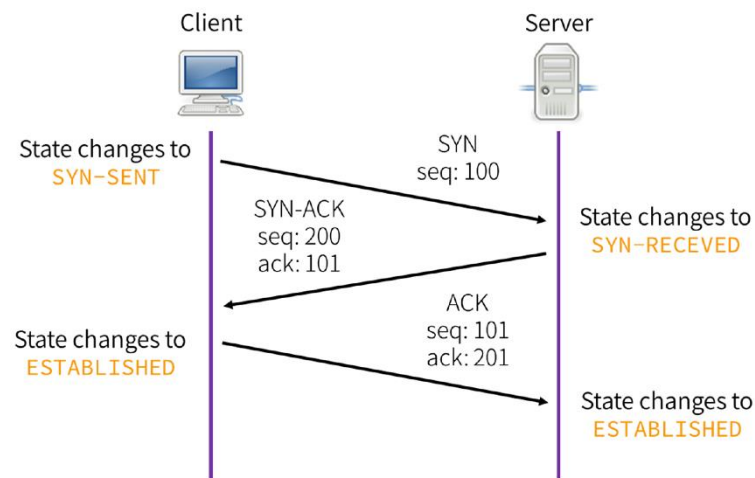 Client
Server
State changes to
SYN-SENT
SYN
seq: 100
SYN-ACK
seq: 200
ack: 101
State changes to
SYN-RECEVED
ACK
seq: 101
ack: 201
State changes to
ESTABLISHED
State changes to
ESTABLISHED